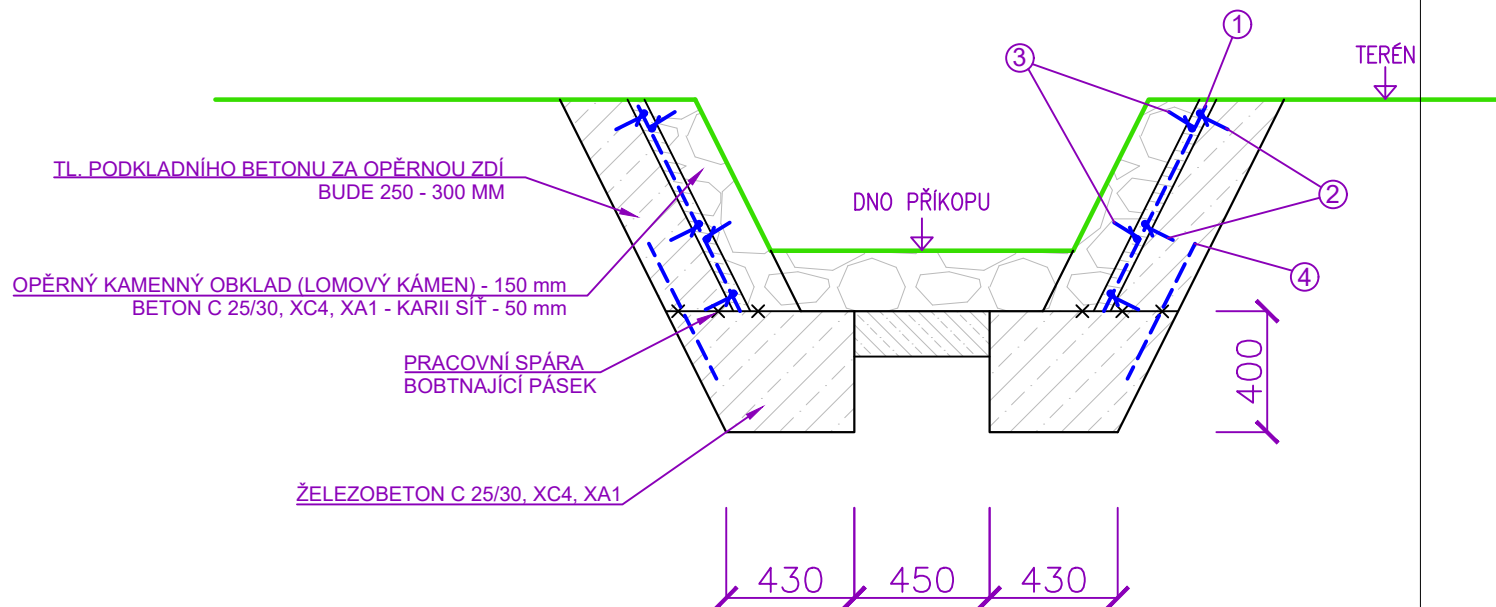 ①
③
TERÉN
TL. PODKLADNÍHO BETONU ZA OPĚRNOU ZDÍ
BUDE 250 - 300 MM
②
DNO PŘÍKOPU
④
OPĚRNÝ KAMENNÝ OBKLAD (LOMOVÝ KÁMEN) - 150 mm
BETON C 25/30, XC4, XA1 - KARII SÍŤ - 50 mm
PRACOVNÍ SPÁRA
BOBTNAJÍCÍ PÁSEK
400
ŽELEZOBETON C 25/30, XC4, XA1
430 450 430